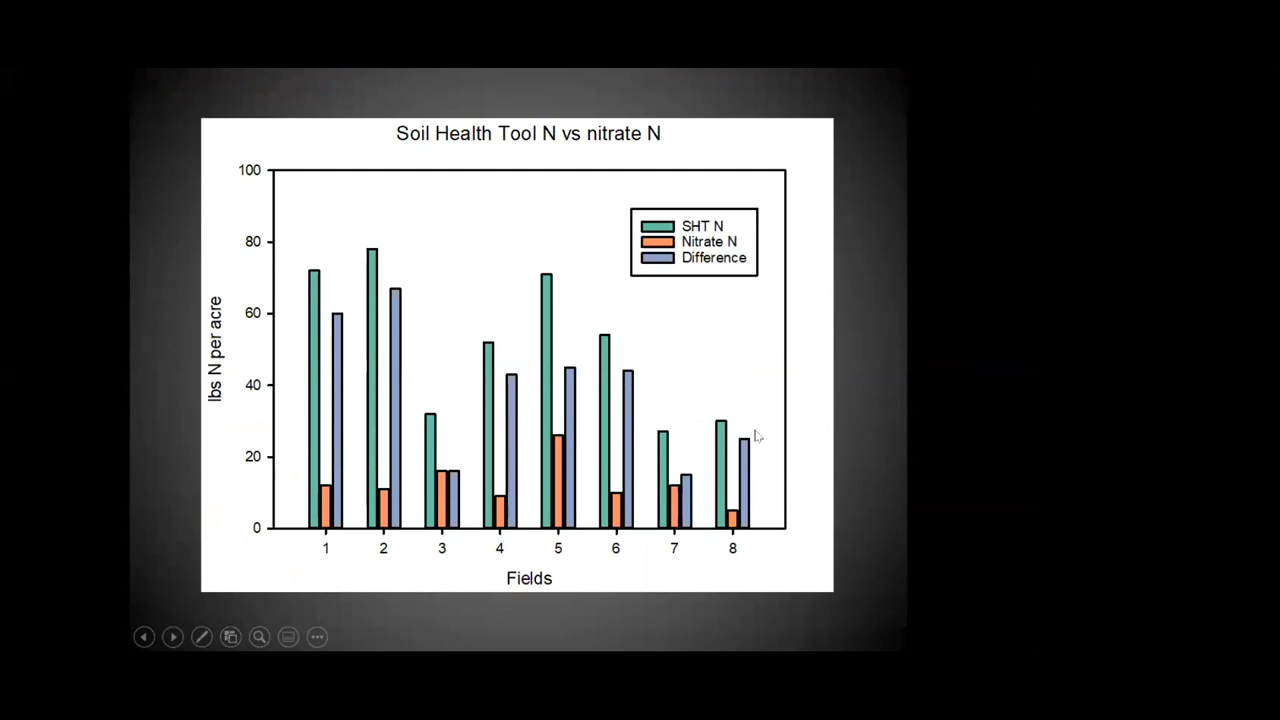 Soil Health Tool N vs nitrate N
100
80
60
40
20
0
lbs N per acre
SHT N
Nitrate N
Difference
1 2 3 4 5 6 7 8
Fields